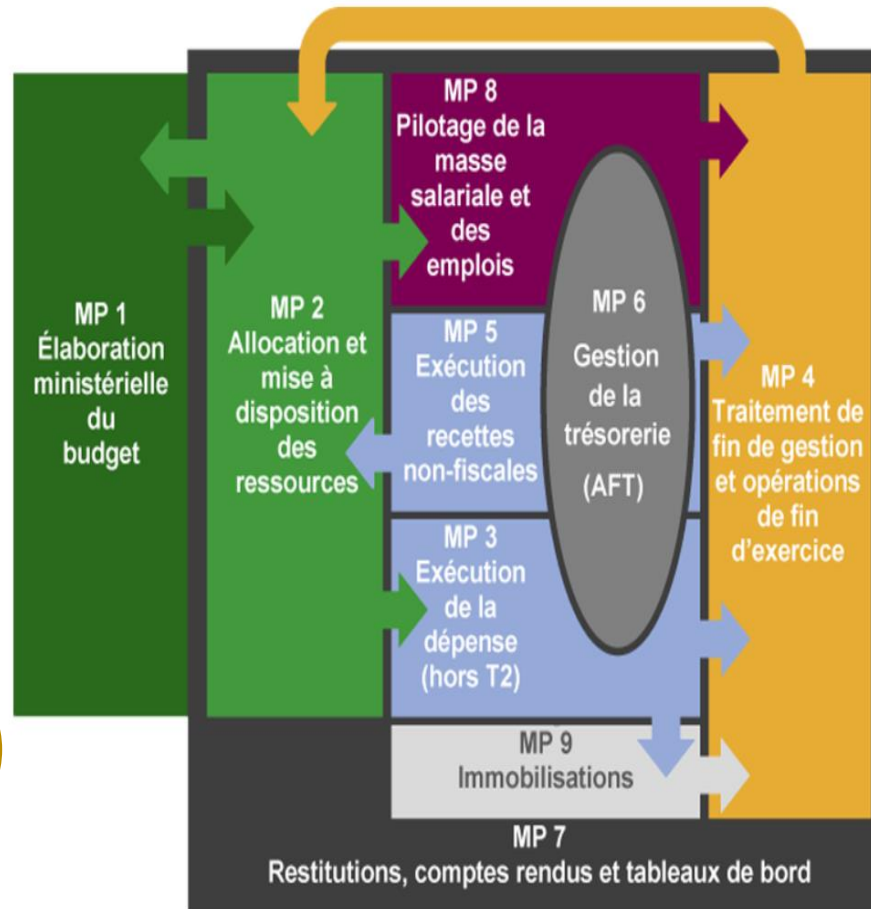 MP 1
Élaboration
ministérielle
du
budget
MP 2
Allocation et
mise à
disposition
des
ressources
MP 8
Pilotage de la
masse
salariale et
des
emplois
MP 5
Exécution
des
recettes
non-fiscales
MP 3
Exécution
de la
dépense
(hors T2)
MP 6
Gestion
de la
trésorerie
(AFT)
MP 4
Traitement de
fin de gestion
et opérations
de fin
d'exercice
MP 9
Immobilisations
MP 7
Restitutions, comptes rendus et tableaux de bord